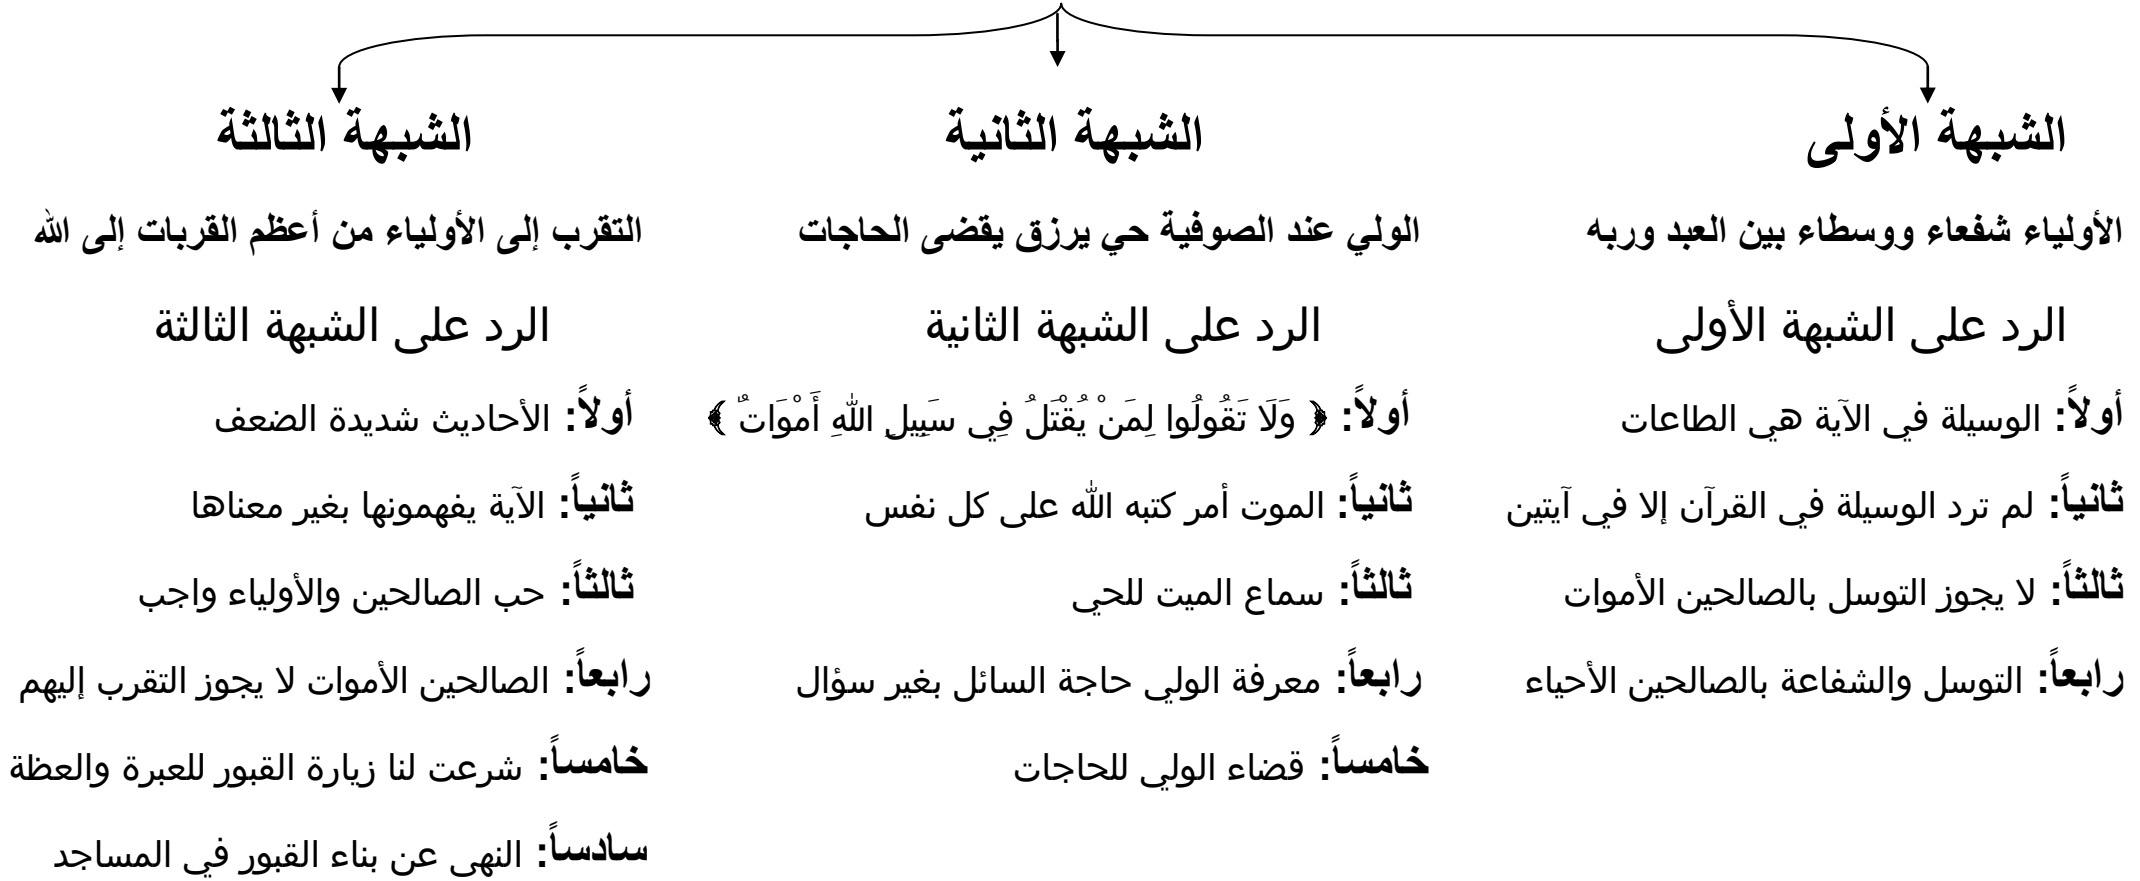 الشبهة الأولى
الأولياء شفعاء ووسطاء بين العبد وربه
الرد على الشبهة الأولى
أولاً: الوسيلة في الآية هي الطاعات
ثانياً: لم ترد الوسيلة في القرآن إلا في آيتين
ثالثاً: لا يجوز التوسل بالصالحين الأموات
رابعاً: التوسل والشفاعة بالصالحين الأحياء
الشبهة الثانية
الولي عند الصوفية حي يرزق يقضى الحاجات
الرد على الشبهة الثانية
أولاً: ﴿ وَلَا تَقُولُوا لِمَنْ يُقْتَلُ فِي سَبِيلِ اللهِ أَمْوَاتٌ ﴾
ثانياً: الموت أمر كتبه الله على كل نفس
ثالثاً: سماع الميت للحي
رابعاً: معرفة الولي حاجة السائل بغير سؤال
خامساً: قضاء الولي للحاجات
الشبهة الثالثة
التقرب إلى الأولياء من أعظم القربات إلى الله
الرد على الشبهة الثالثة
أولاً: الأحاديث شديدة الضعف
ثانياً: الآية يفهمونها بغير معناها
ثالثاً: حب الصالحين والأولياء واجب
رابعاً: الصالحين الأموات لا يجوز التقرب إليهم
خامساً: شرعت لنا زيارة القبور للعبرة والعظة
سادساً: النهى عن بناء القبور في المساجد